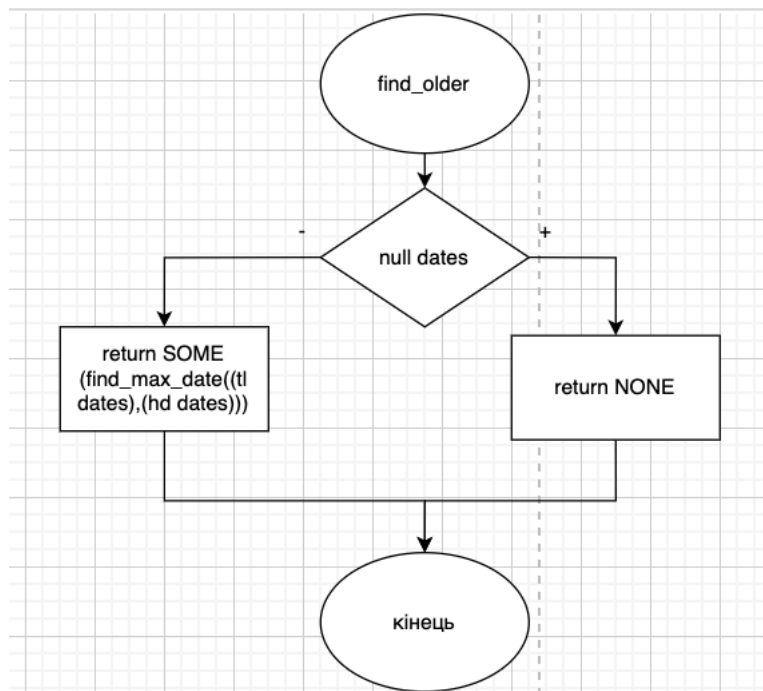 find_older
-
+
null dates
return SOME
(find_max_date((tl
dates),(hd dates)))
return NONE
кінець